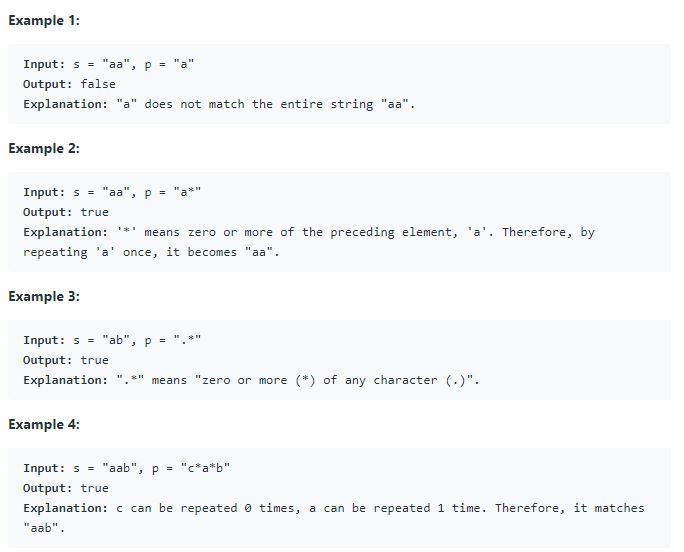 Example 1:
Input: s = "aa", p = "a"
Output: false
Explanation: "a" does not match the entire string "aa".
Example 2:
Input: s = "aa", p = "a*"
Output: true
Explanation: '*' means zero or more of the preceding element, 'a'. Therefore, by
repeating 'a' once, it becomes "aa".
Example 3:
Input: s = "ab", p = ".*"
Output: true
Explanation: ".*" means "zero or more (*) of any character (.)".
Example 4:
Input: s = "aab", p = "c*a*b"
Output: true
Explanation: c can be repeated 0 times, a can be repeated 1 time. Therefore, it matches
"aab".